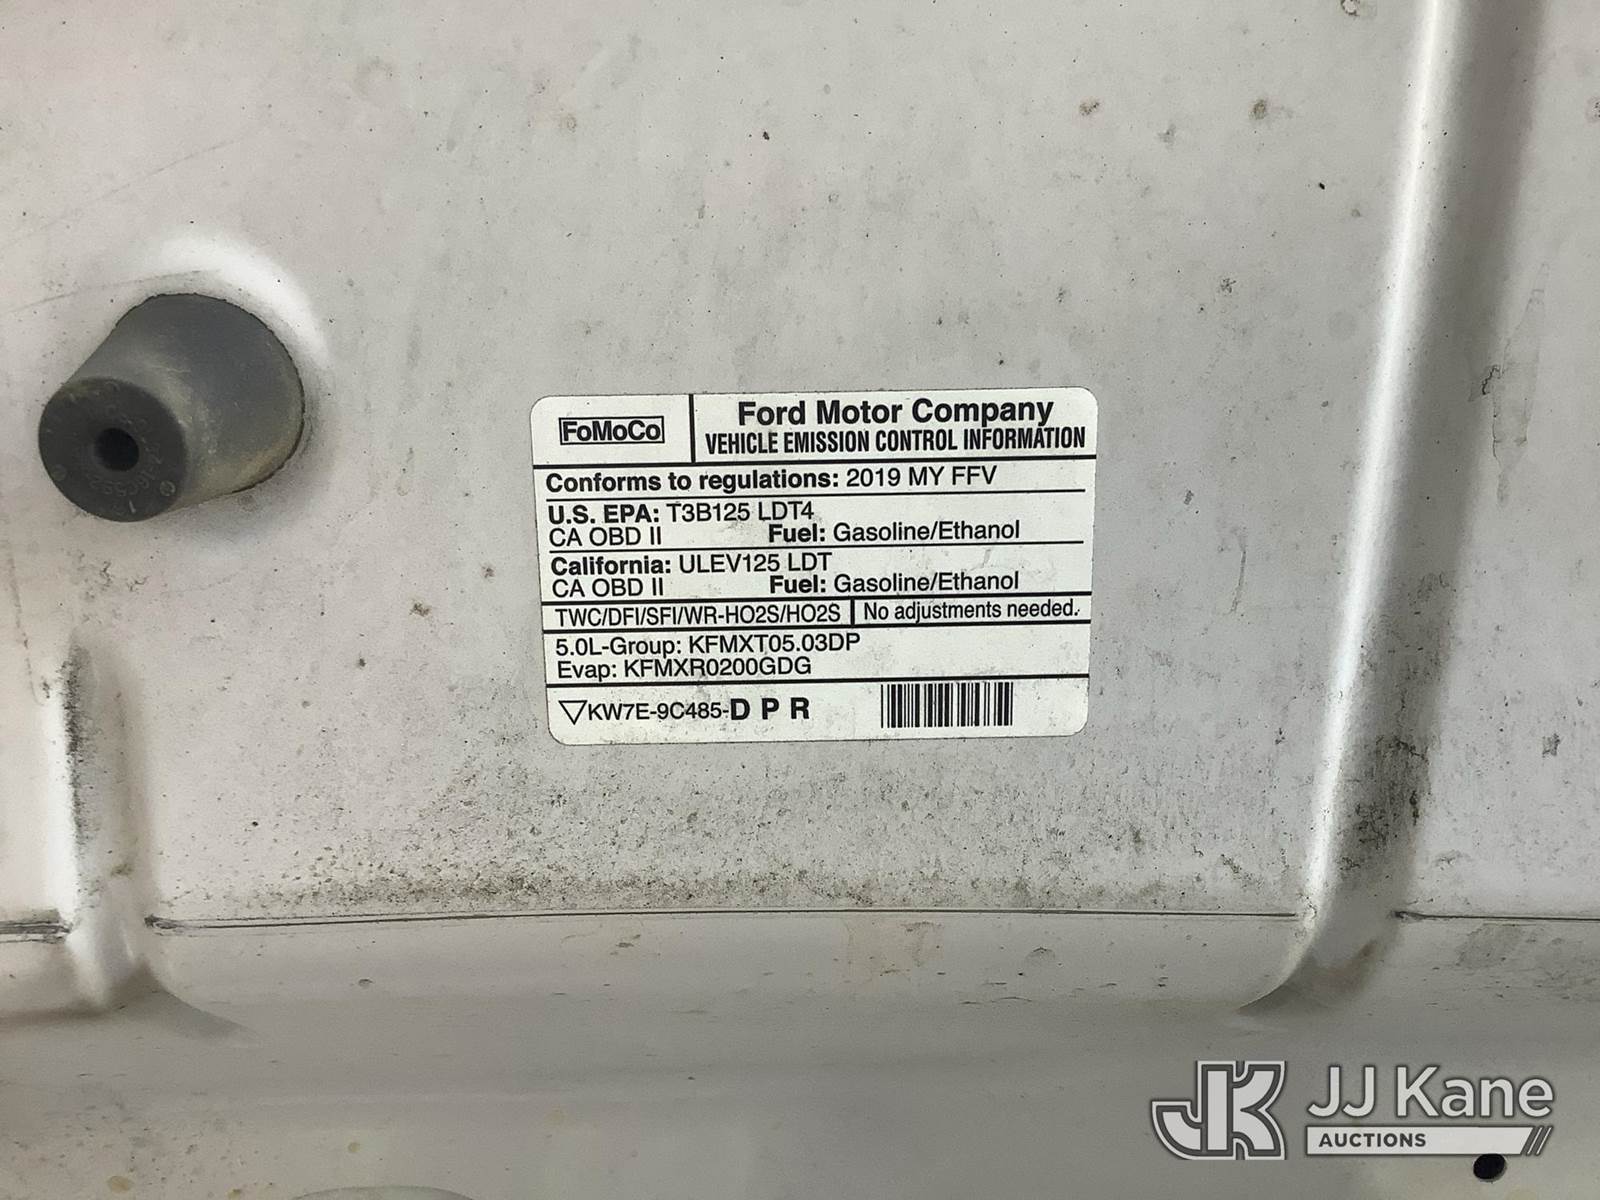 FoMoCo
Ford Motor Company
VEHICLE EMISSION CONTROL INFORMATION
Conforms to regulations: 2019 MY FFV
U.S. EPA: T3B125 LDT4
CA OBD II Fuel: Gasoline/Ethanol
California: ULEV125 LDT
CA OBD II Fuel: Gasoline/Ethanol
TWC/DFI/SFI/WR-HO2S/HO2S No adjustments needed.
5.0L-Group: KFMXT05.03DP
Evap: KFMXR0200GDG
KW7E-9C485-D P R
JK JJ Kane
AUCTIONS